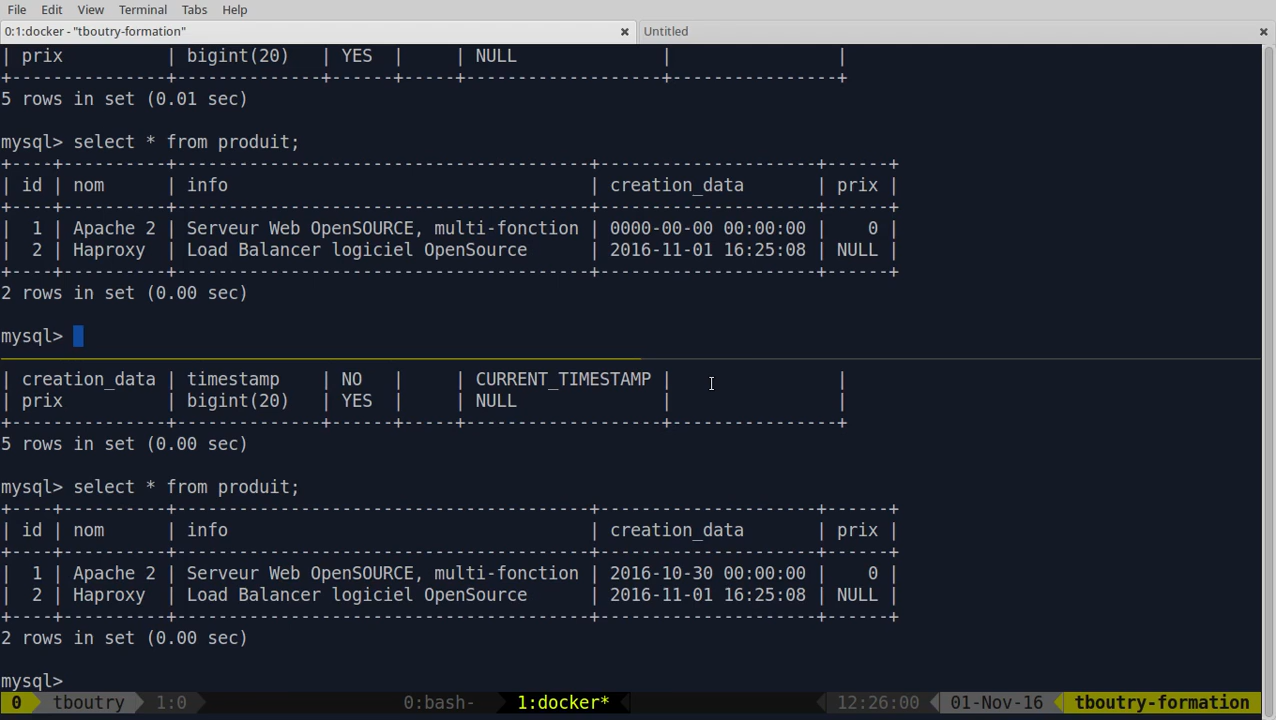 File Edit View Terminal Tabs Help
0:1:docker - "tboutry-formation" Untitled
| prix | bigint(20) | YES | | NULL | |
+--------------+------------+------+-----+-------------------+----------------+
5 rows in set (0.01 sec)
mysql> select * from produit;
+----+----------+-----------------------------------------+---------------------+------+
| id | nom | info | creation_data | prix |
+----+----------+-----------------------------------------+---------------------+------+
| 1 | Apache 2 | Serveur Web OpenSOURCE, multi-fonction | 0000-00-00 00:00:00 | 0 |
| 2 | Haproxy | Load Balancer logiciel OpenSource | 2016-11-01 16:25:08 | NULL |
+----+----------+-----------------------------------------+---------------------+------+
2 rows in set (0.00 sec)
mysql>
| creation_data | timestamp | NO | | CURRENT_TIMESTAMP | |
| prix | bigint(20) | YES | | NULL | |
+---------------+--------------+------+-----+-------------------+----------------+
5 rows in set (0.00 sec)
mysql> select * from produit;
+----+----------+-----------------------------------------+---------------------+------+
| id | nom | info | creation_data | prix |
+----+----------+-----------------------------------------+---------------------+------+
| 1 | Apache 2 | Serveur Web OpenSOURCE, multi-fonction | 2016-10-30 00:00:00 | 0 |
| 2 | Haproxy | Load Balancer logiciel OpenSource | 2016-11-01 16:25:08 | NULL |
+----+----------+-----------------------------------------+---------------------+------+
2 rows in set (0.00 sec)
mysql>
0 tboutry 1:0 0:bash- 1:docker* 12:26:00 01-Nov-16 tboutry-formation